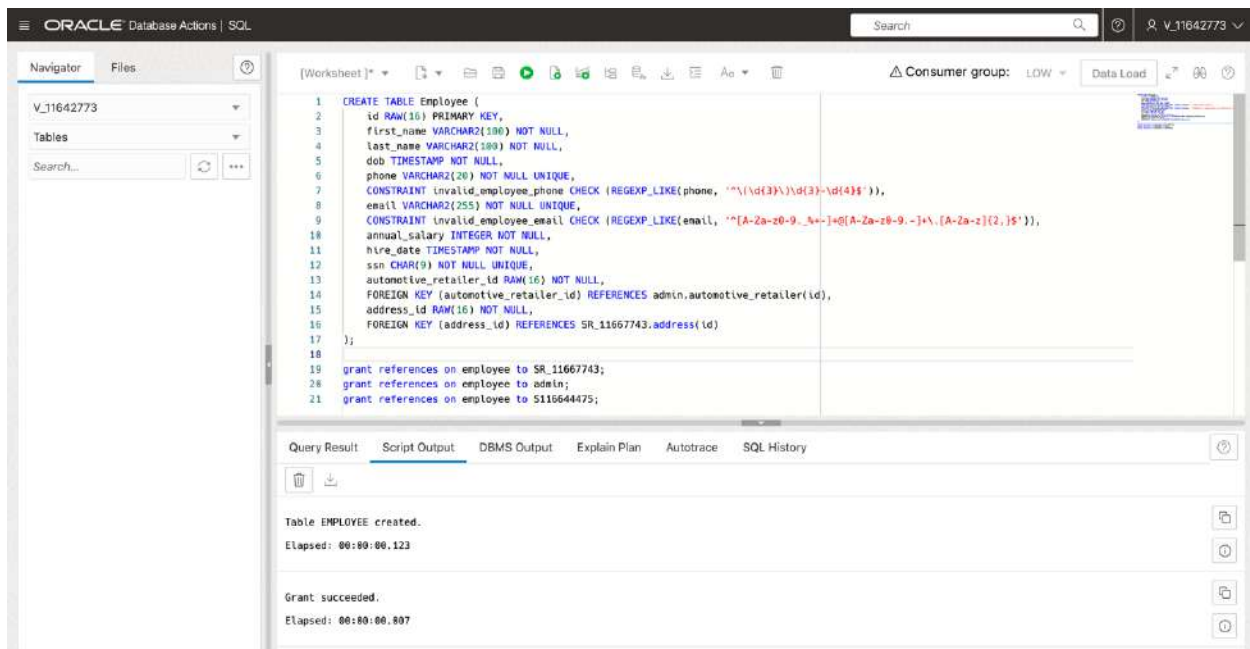 ORACLE Database Actions | SQL
Search
V_11642773
Navigator
Files
[Worksheet]*
Aa
Consumer group:
LOW
Data Load
V_11642773
Tables
Search...
1 CREATE TABLE Employee (
2 id RAW(16) PRIMARY KEY,
3 first_name VARCHAR2(100) NOT NULL,
4 last_name VARCHAR2(100) NOT NULL,
5 dob TIMESTAMP NOT NULL,
6 phone VARCHAR2(20) NOT NULL UNIQUE,
7 CONSTRAINT invalid_employee_phone CHECK (REGEXP_LIKE(phone, '^\(\d{3}\)\d{3}-\d{4}$')),
8 email VARCHAR2(255) NOT NULL UNIQUE,
9 CONSTRAINT invalid_employee_email CHECK (REGEXP_LIKE(email, '^[A-Za-z0-9._%+-]+@[A-Za-z0-9.-]+\.[A-Za-z]{2,}$')),
10 annual_salary INTEGER NOT NULL,
11 hire_date TIMESTAMP NOT NULL,
12 ssn CHAR(9) NOT NULL UNIQUE,
13 automotive_retailer_id RAW(16) NOT NULL,
14 FOREIGN KEY (automotive_retailer_id) REFERENCES admin.automotive_retailer(id),
15 address_id RAW(16) NOT NULL,
16 FOREIGN KEY (address_id) REFERENCES SR_11667743.address(id)
17 );
18
19 grant references on employee to SR_11667743;
20 grant references on employee to admin;
21 grant references on employee to S116644475;
Query Result
Script Output
DBMS Output
Explain Plan
Autotrace
SQL History
Table EMPLOYEE created.
Elapsed: 00:00:00.123
Grant succeeded.
Elapsed: 00:00:00.007